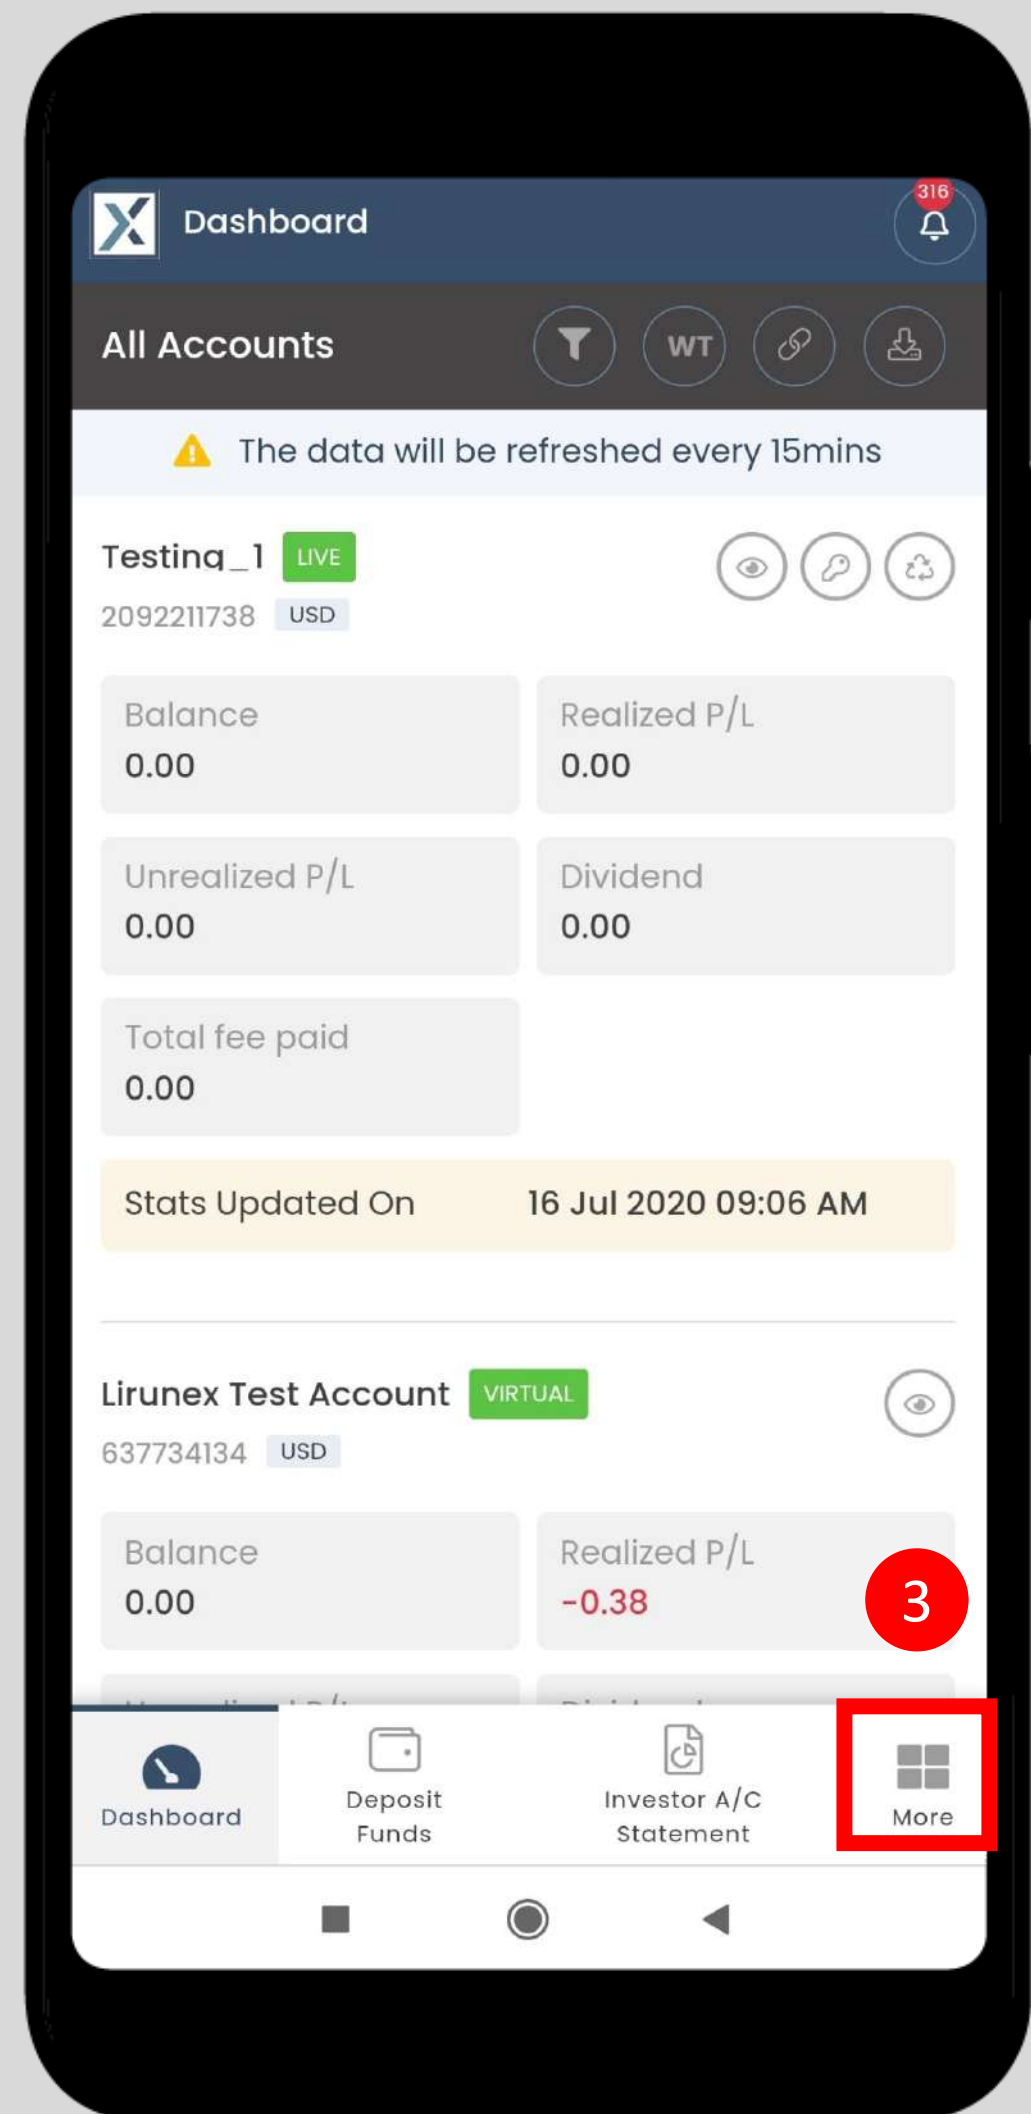 Dashboard
316
All Accounts
WT
The data will be refreshed every 15mins
Testing_1 LIVE
2092211738 USD
Balance
0.00
Realized P/L
0.00
Unrealized P/L
0.00
Dividend
0.00
Total fee paid
0.00
Stats Updated On 16 Jul 2020 09:06 AM
Lirunex Test Account VIRTUAL
637734134 USD
Balance
0.00
Realized P/L
-0.38
3
Dashboard
Deposit
Funds
Investor A/C
Statement
More